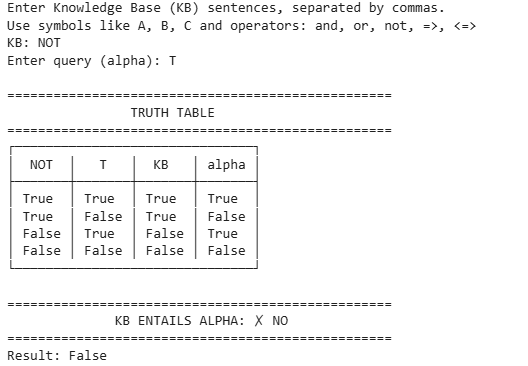 Enter Knowledge Base (KB) sentences, separated by commas.
Use symbols like A, B, C and operators: and, or, not, =>, <=>
KB: NOT
Enter query (alpha): T
==================================================
TRUTH TABLE
==================================================
NOT | T | KB | alpha
True | True | True | True
True | False | True | False
False | True | False | True
False | False | False | False
==================================================
KB ENTAILS ALPHA: ✗ NO
==================================================
Result: False